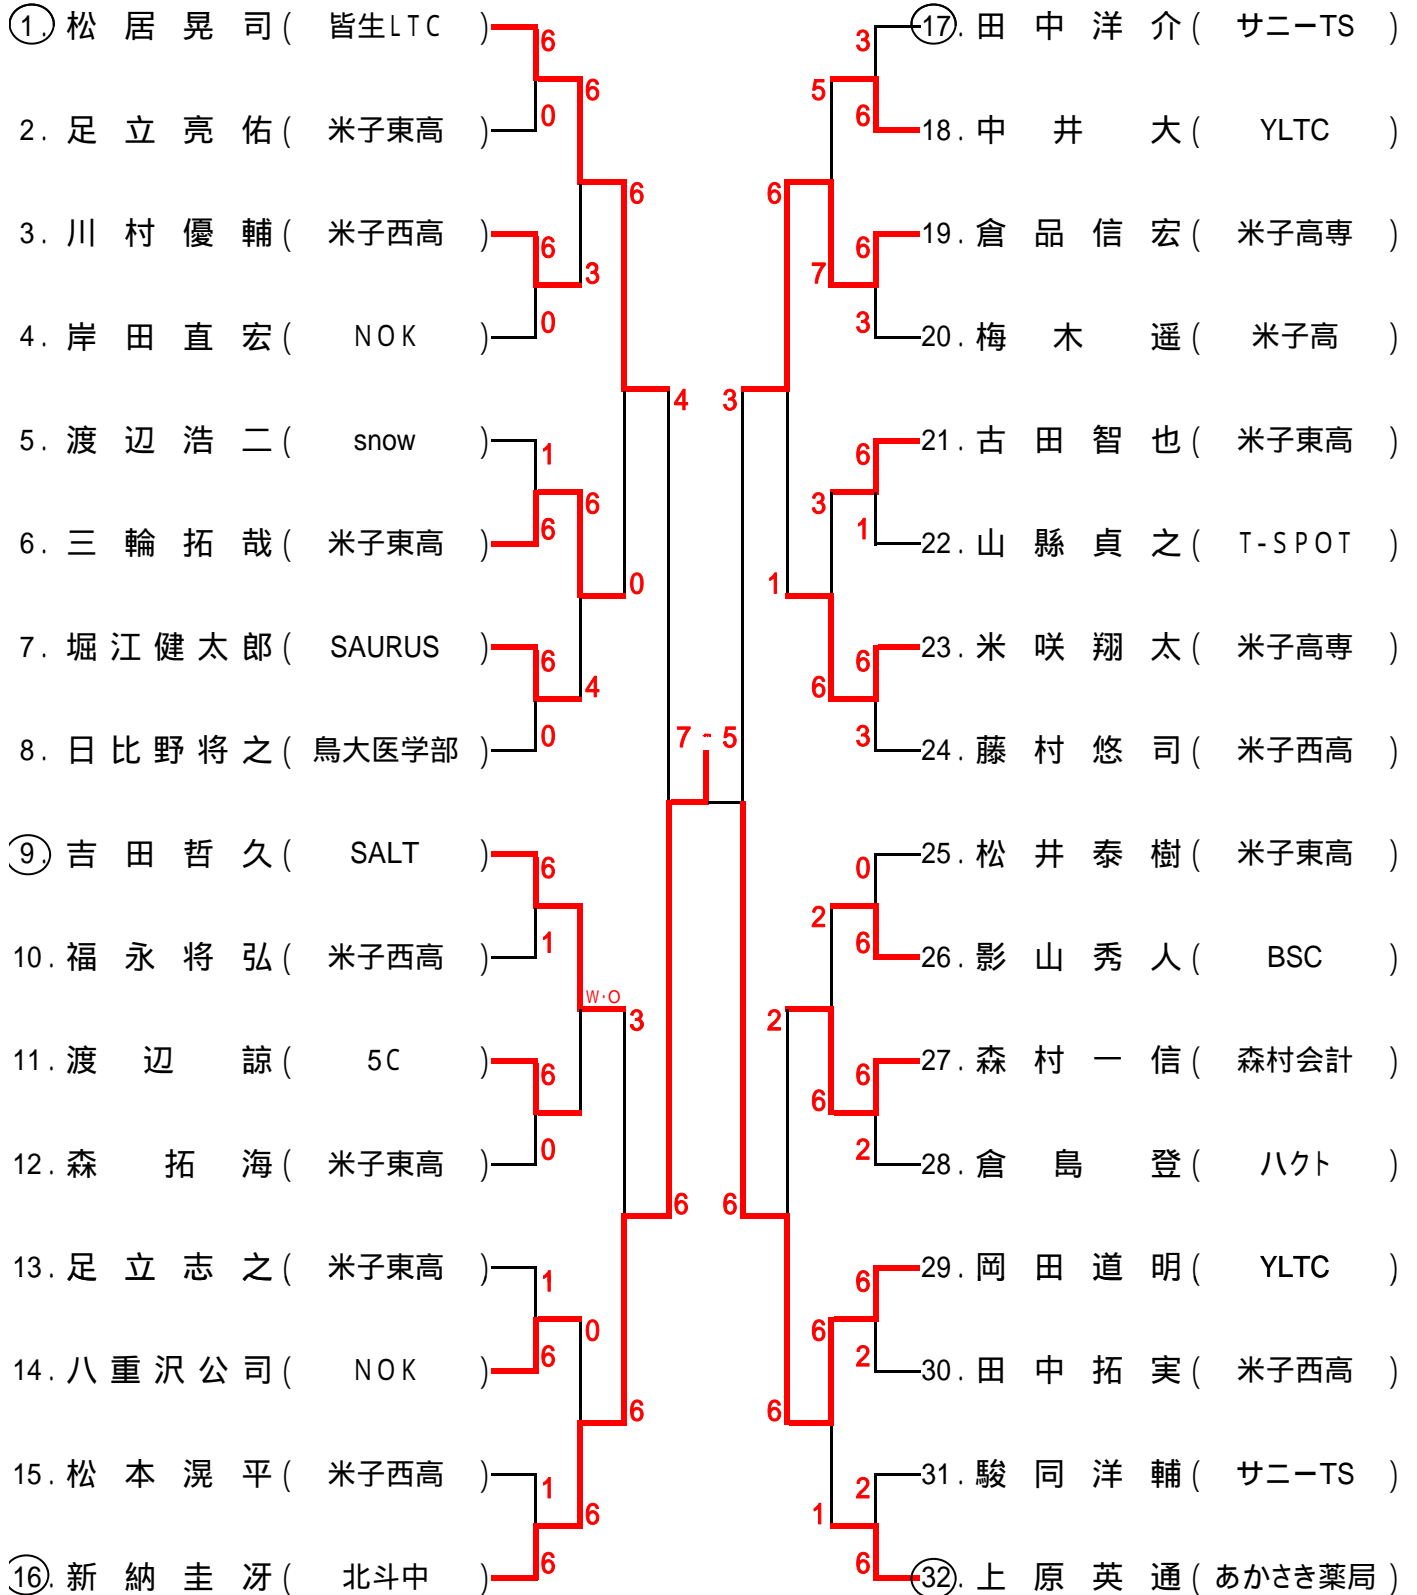 1. 松居晃司 ( 皆生LTC )
2. 足立亮佑 ( 米子東高 )
3. 川村優輔 ( 米子西高 )
4. 岸田直宏 ( NOK )
5. 渡辺浩二 ( snow )
6. 三輪拓哉 ( 米子東高 )
7. 堀江健太郎 ( SAURUS )
8. 日比野将之 ( 鳥大医学部 )
9. 吉田哲久 ( SALT )
10. 福永将弘 ( 米子西高 )
11. 渡辺諒 ( 5C )
12. 森拓海 ( 米子東高 )
13. 足立志之 ( 米子東高 )
14. 八重沢公司 ( NOK )
15. 松本滉平 ( 米子西高 )
16. 新納圭冴 ( 北斗中 )
6
0
6
0
1
6
6
0
6
1
6
0
1
6
1
6
6
3
6
4
W・O
0
6
6
0
3
6
4
6
7 - 5
3
6
6
1
2
6
5
7
3
6
2
6
6
1
3
6
6
3
6
1
6
3
0
6
6
2
6
2
2
6
17. 田中洋介 ( サニーTS )
18. 中井大 ( YLTC )
19. 倉品信宏 ( 米子高専 )
20. 梅木遥 ( 米子高 )
21. 古田智也 ( 米子東高 )
22. 山縣貞之 ( T-SPOT )
23. 米咲翔太 ( 米子高専 )
24. 藤村悠司 ( 米子西高 )
25. 松井泰樹 ( 米子東高 )
26. 影山秀人 ( BSC )
27. 森村一信 ( 森村会計 )
28. 倉島登 ( ハクト )
29. 岡田道明 ( YLTC )
30. 田中拓実 ( 米子西高 )
31. 駿同洋輔 ( サニーTS )
32. 上原英通 ( あかさき薬局 )